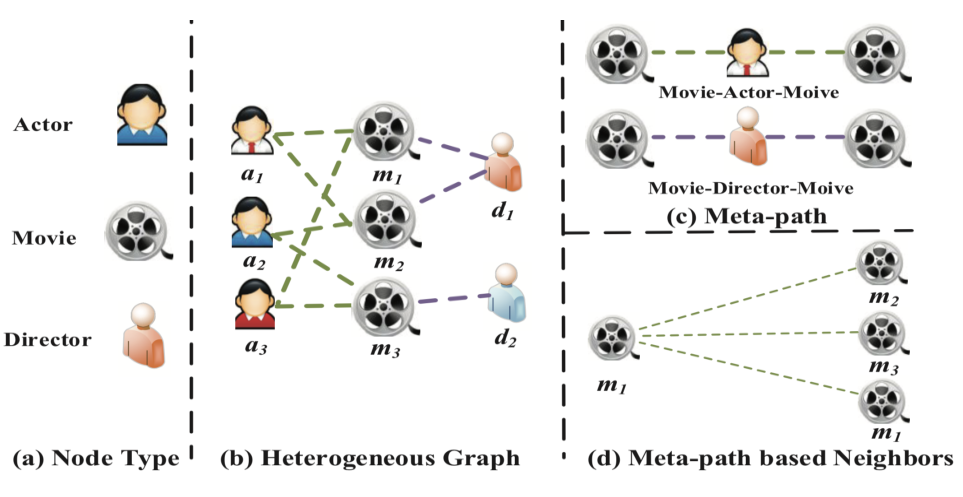 Actor
Movie
Director
(a) Node Type
a1
a2
a3
m1
m2
m3
d1
d2
(b) Heterogeneous Graph
Movie-Actor-Moive
Movie-Director-Moive
(c) Meta-path
m1
m2
m3
m1
(d) Meta-path based Neighbors